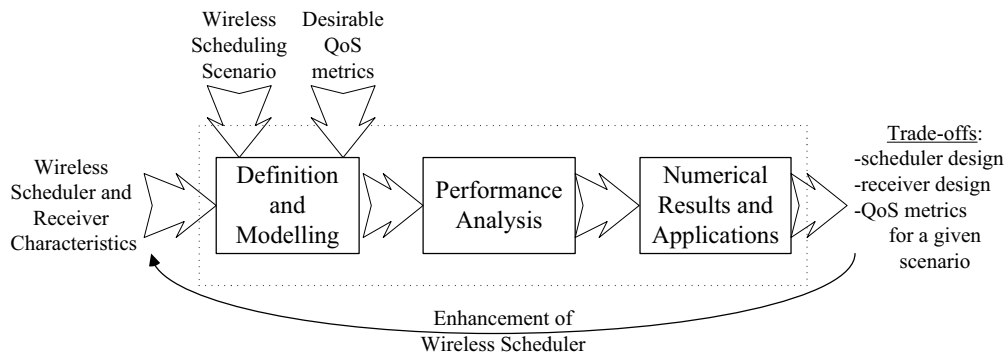 Wireless
Scheduling
Scenario
Desirable
QoS
metrics
Wireless
Scheduler and
Receiver
Characteristics
Definition
and
Modelling
Performance
Analysis
Numerical
Results and
Applications
Trade-offs:
-scheduler design
-receiver design
-QoS metrics
for a given
scenario
Enhancement of
Wireless Scheduler